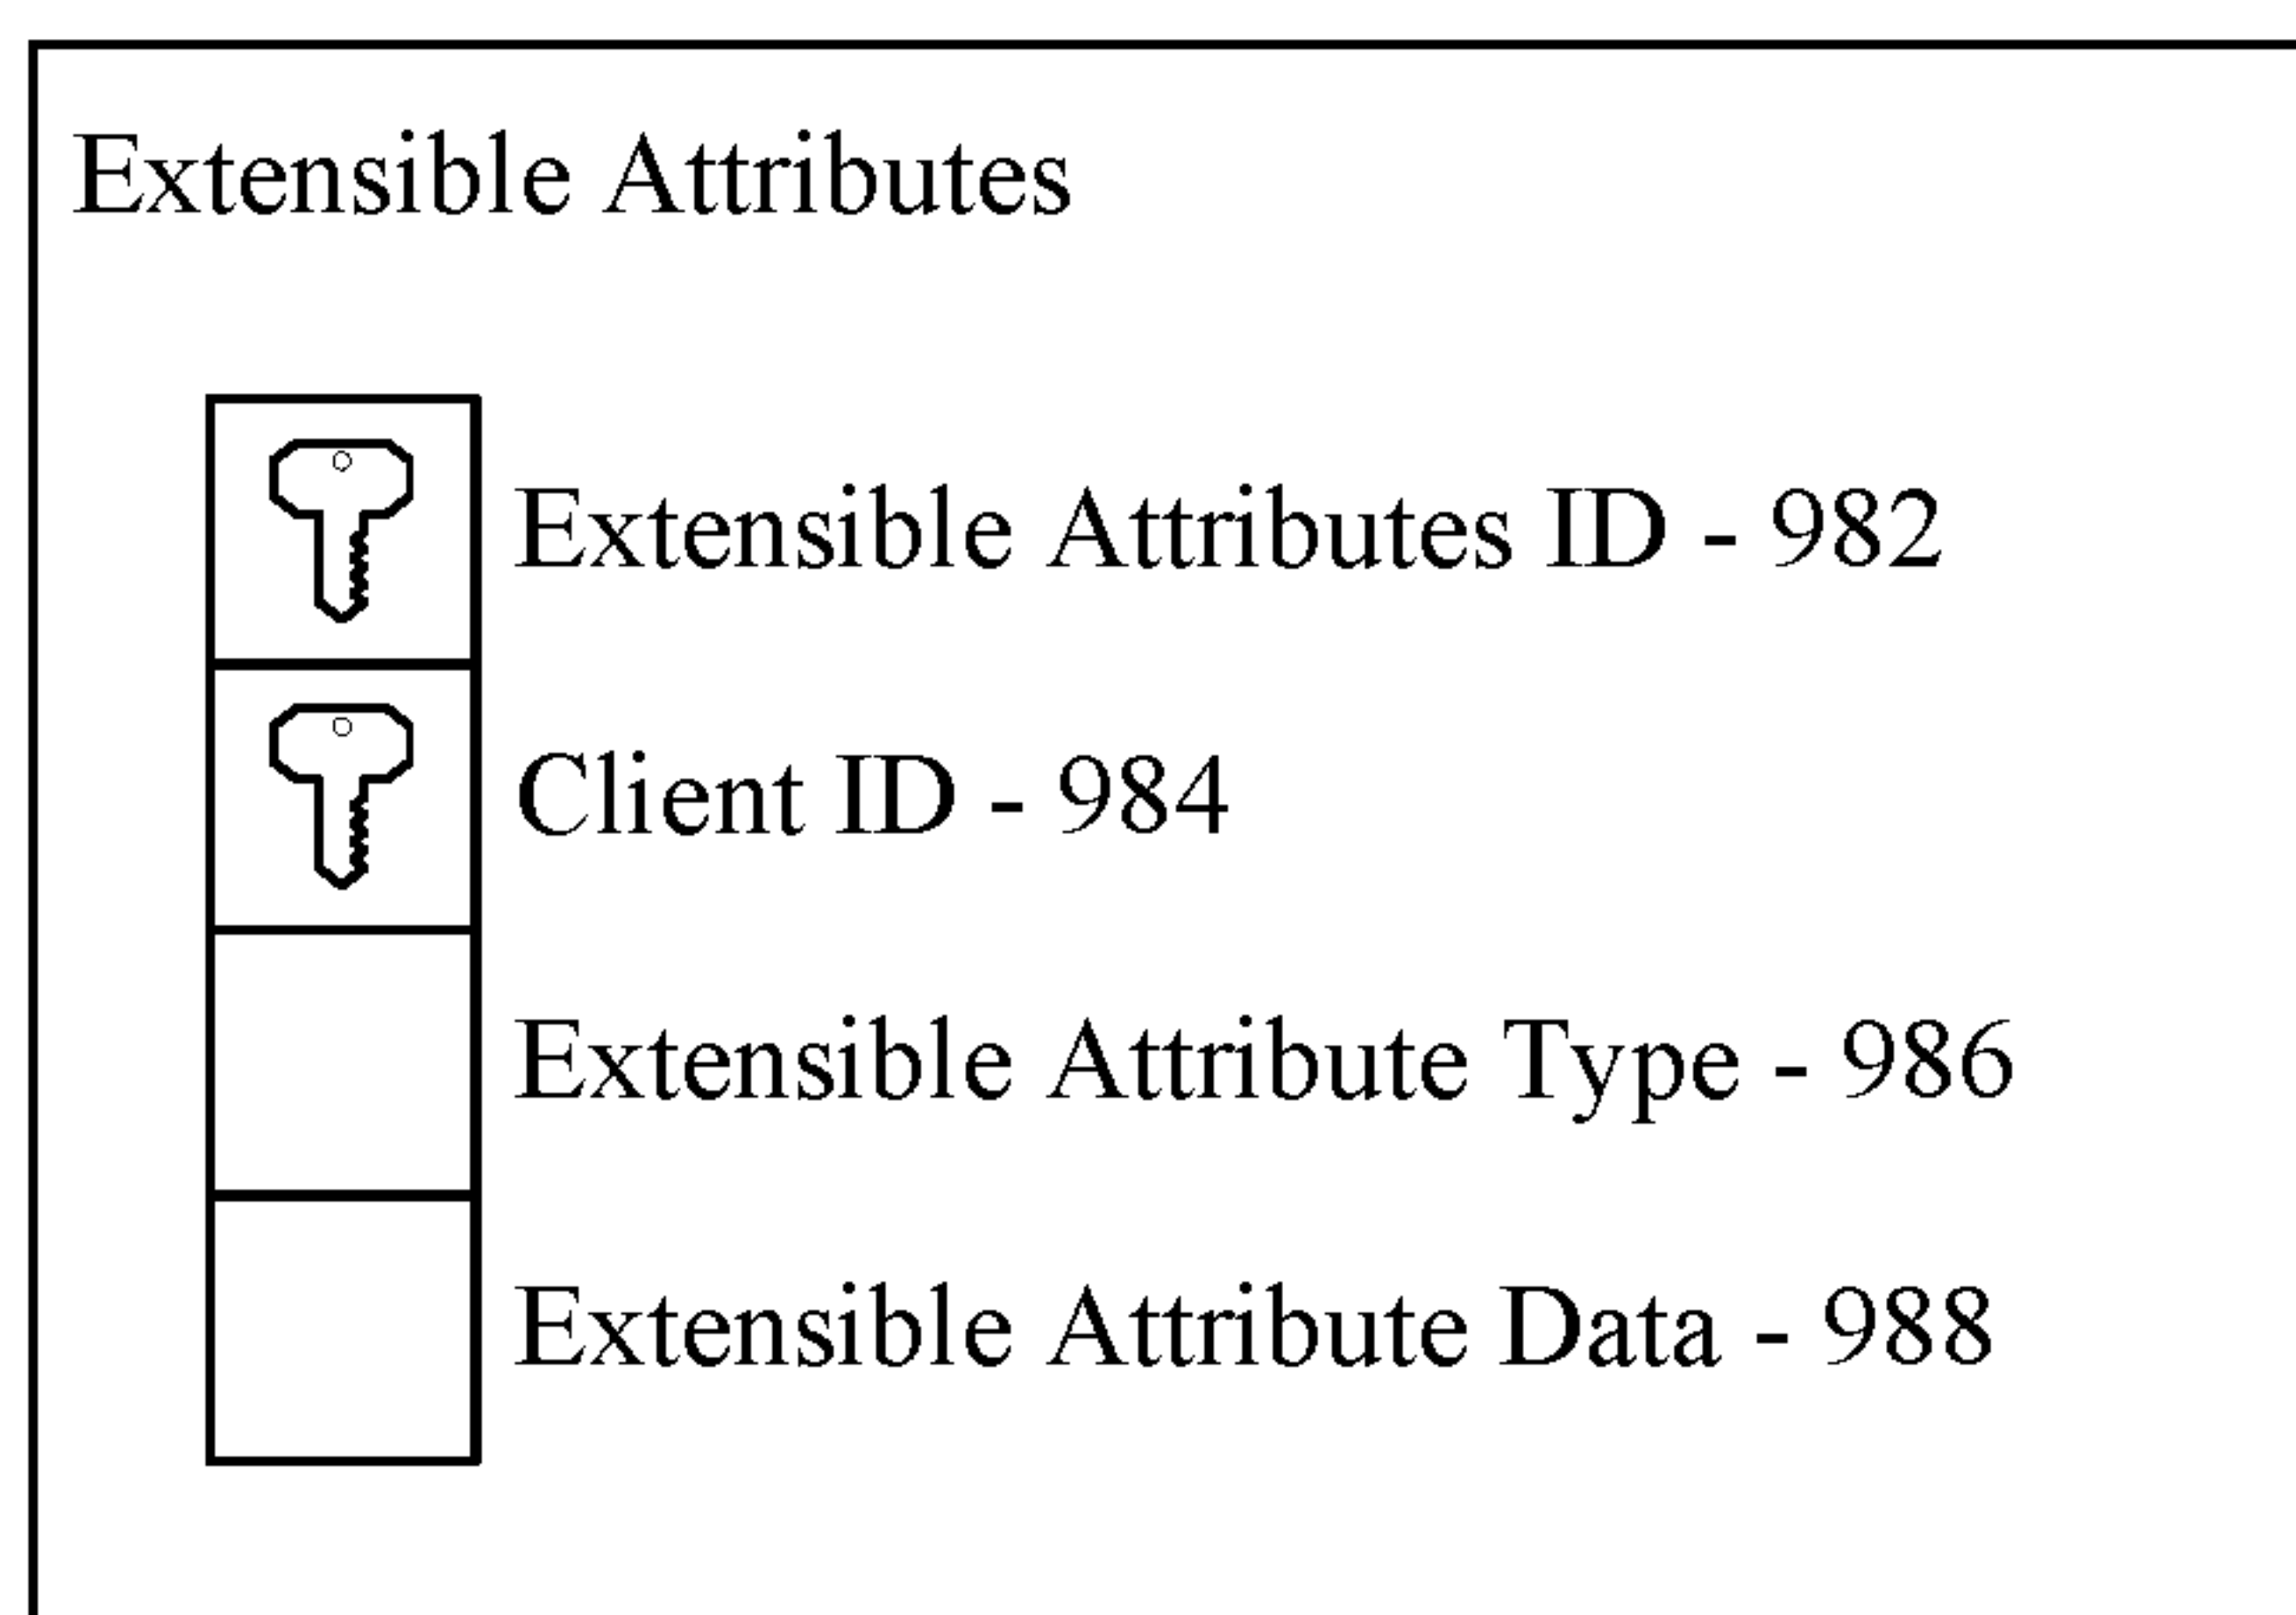 Extensible Attributes
Extensible Attributes ID - 982
Client ID - 984
Extensible Attribute Type - 986
Extensible Attribute Data - 988